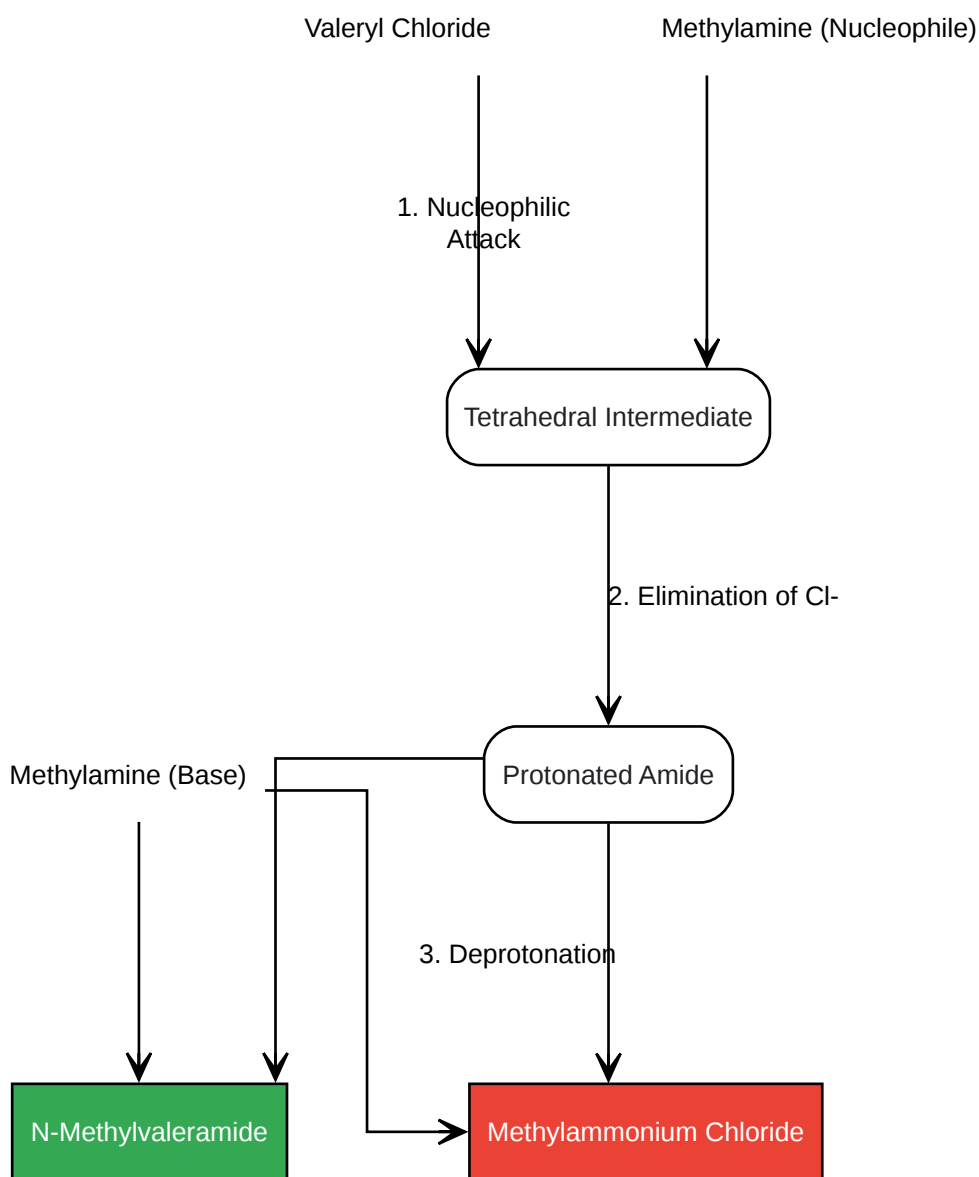 Valeryl Chloride
Methylamine (Nucleophile)
1. Nucleophilic
Attack
Tetrahedral Intermediate
2. Elimination of Cl-
Methylamine (Base)
Protonated Amide
3. Deprotonation
N-Methylvaleramide
Methylammonium Chloride